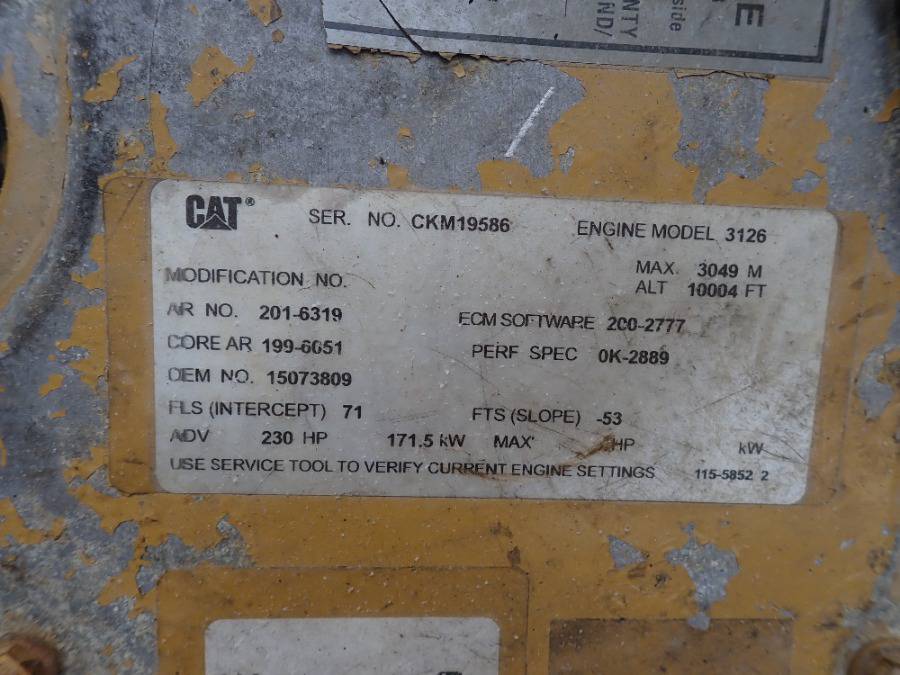 E
side
NTY
ND/
CAT® SER. NO. CKM19586 ENGINE MODEL 3126
MODIFICATION NO. MAX. 3049 M
ALT 10004 FT
AR NO. 201-6319 ECM SOFTWARE 200-2777
CORE AR 199-6051 PERF SPEC 0K-2889
OEM NO. 15073809
FLS (INTERCEPT) 71 FTS (SLOPE) -53
ADV 230 HP 171.5 kW MAX HP kW
USE SERVICE TOOL TO VERIFY CURRENT ENGINE SETTINGS 115-5852 2